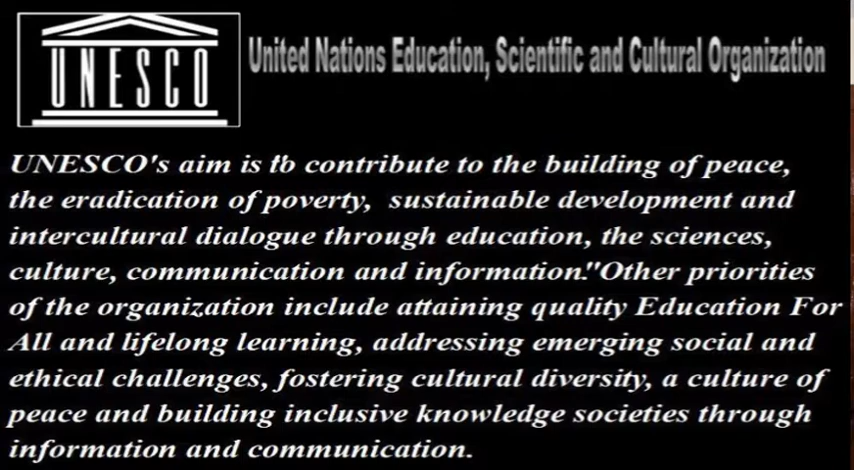 UNESCO
United Nations Education, Scientific and Cultural Organization
UNESCO's aim is to contribute to the building of peace,
the eradication of poverty, sustainable development and
intercultural dialogue through education, the sciences,
culture, communication and information."Other priorities
of the organization include attaining quality Education For
All and lifelong learning, addressing emerging social and
ethical challenges, fostering cultural diversity, a culture of
peace and building inclusive knowledge societies through
information and communication.